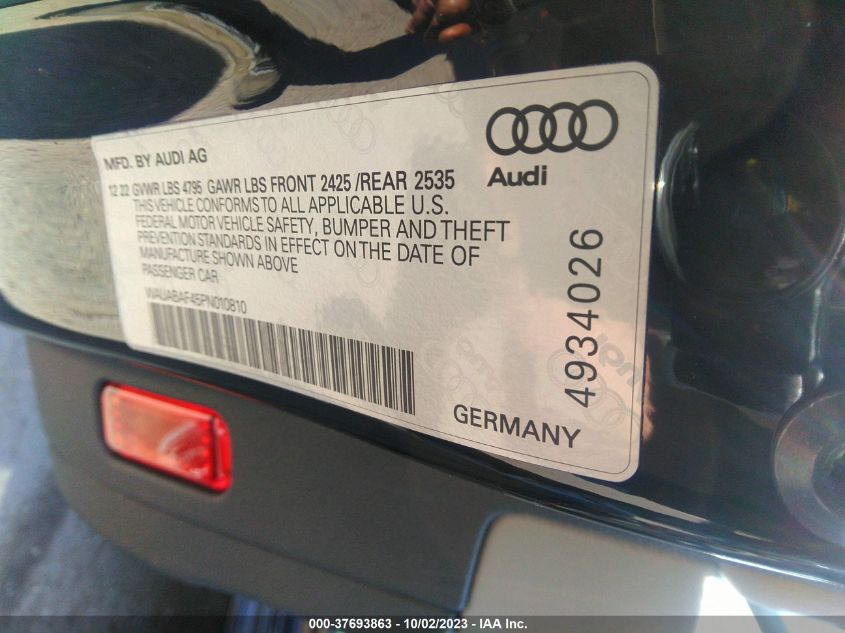 MFD. BY AUDI AG
Audi
12 22 GVWR LBS 4795 GAWR LBS FRONT 2425 /REAR 2535
THIS VEHICLE CONFORMS TO ALL APPLICABLE U.S.
FEDERAL MOTOR VEHICLE SAFETY, BUMPER AND THEFT
PREVENTION STANDARDS IN EFFECT ON THE DATE OF
MANUFACTURE SHOWN ABOVE
PASSENGER CAR
WAUABAF45PN010810
4934026
GERMANY
000-37693863 - 10/02/2023 - IAA Inc.